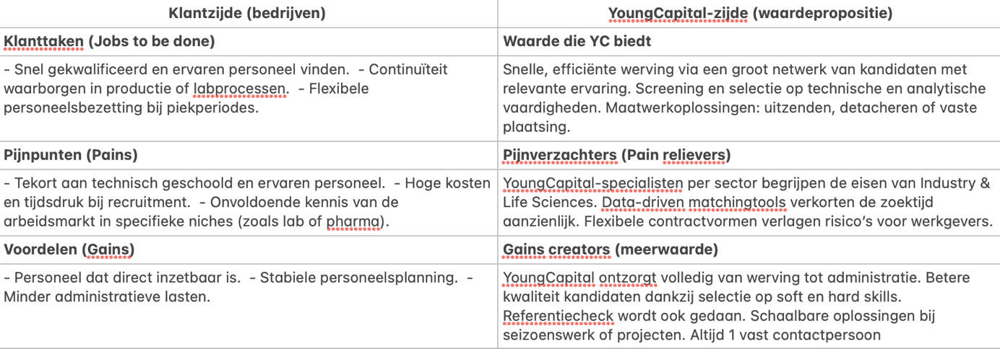 Klantzijde (bedrijven)
YoungCapital-zijde (waardepropositie)
Klanttaken (Jobs to be done)
Waarde die YC biedt
- Snel gekwalificeerd en ervaren personeel vinden.  - Continuïteit
waarborgen in productie of labprocessen.  - Flexibele
personeelsbezetting bij piekperiodes.
Snelle, efficiënte werving via een groot netwerk van kandidaten met
relevante ervaring. Screening en selectie op technische en analytische
vaardigheden. Maatwerkoplossingen: uitzenden, detacheren of vaste
plaatsing.
Pijnpunten (Pains)
Pijnverzachters (Pain relievers)
- Tekort aan technisch geschoold en ervaren personeel.  - Hoge kosten
en tijdsdruk bij recruitment.  - Onvoldoende kennis van de
arbeidsmarkt in specifieke niches (zoals lab of pharma).
YoungCapital-specialisten per sector begrijpen de eisen van Industry &
Life Sciences. Data-driven matchingtools verkorten de zoektijd
aanzienlijk. Flexibele contractvormen verlagen risico’s voor werkgevers.
Voordelen (Gains)
Gains creators (meerwaarde)
- Personeel dat direct inzetbaar is.  - Stabiele personeelsplanning.  -
Minder administratieve lasten.
YoungCapital ontzorgt volledig van werving tot administratie. Betere
kwaliteit kandidaten dankzij selectie op soft en hard skills.
Referentiecheck wordt ook gedaan. Schaalbare oplossingen bij
seizoenswerk of projecten. Altijd 1 vast contactpersoon